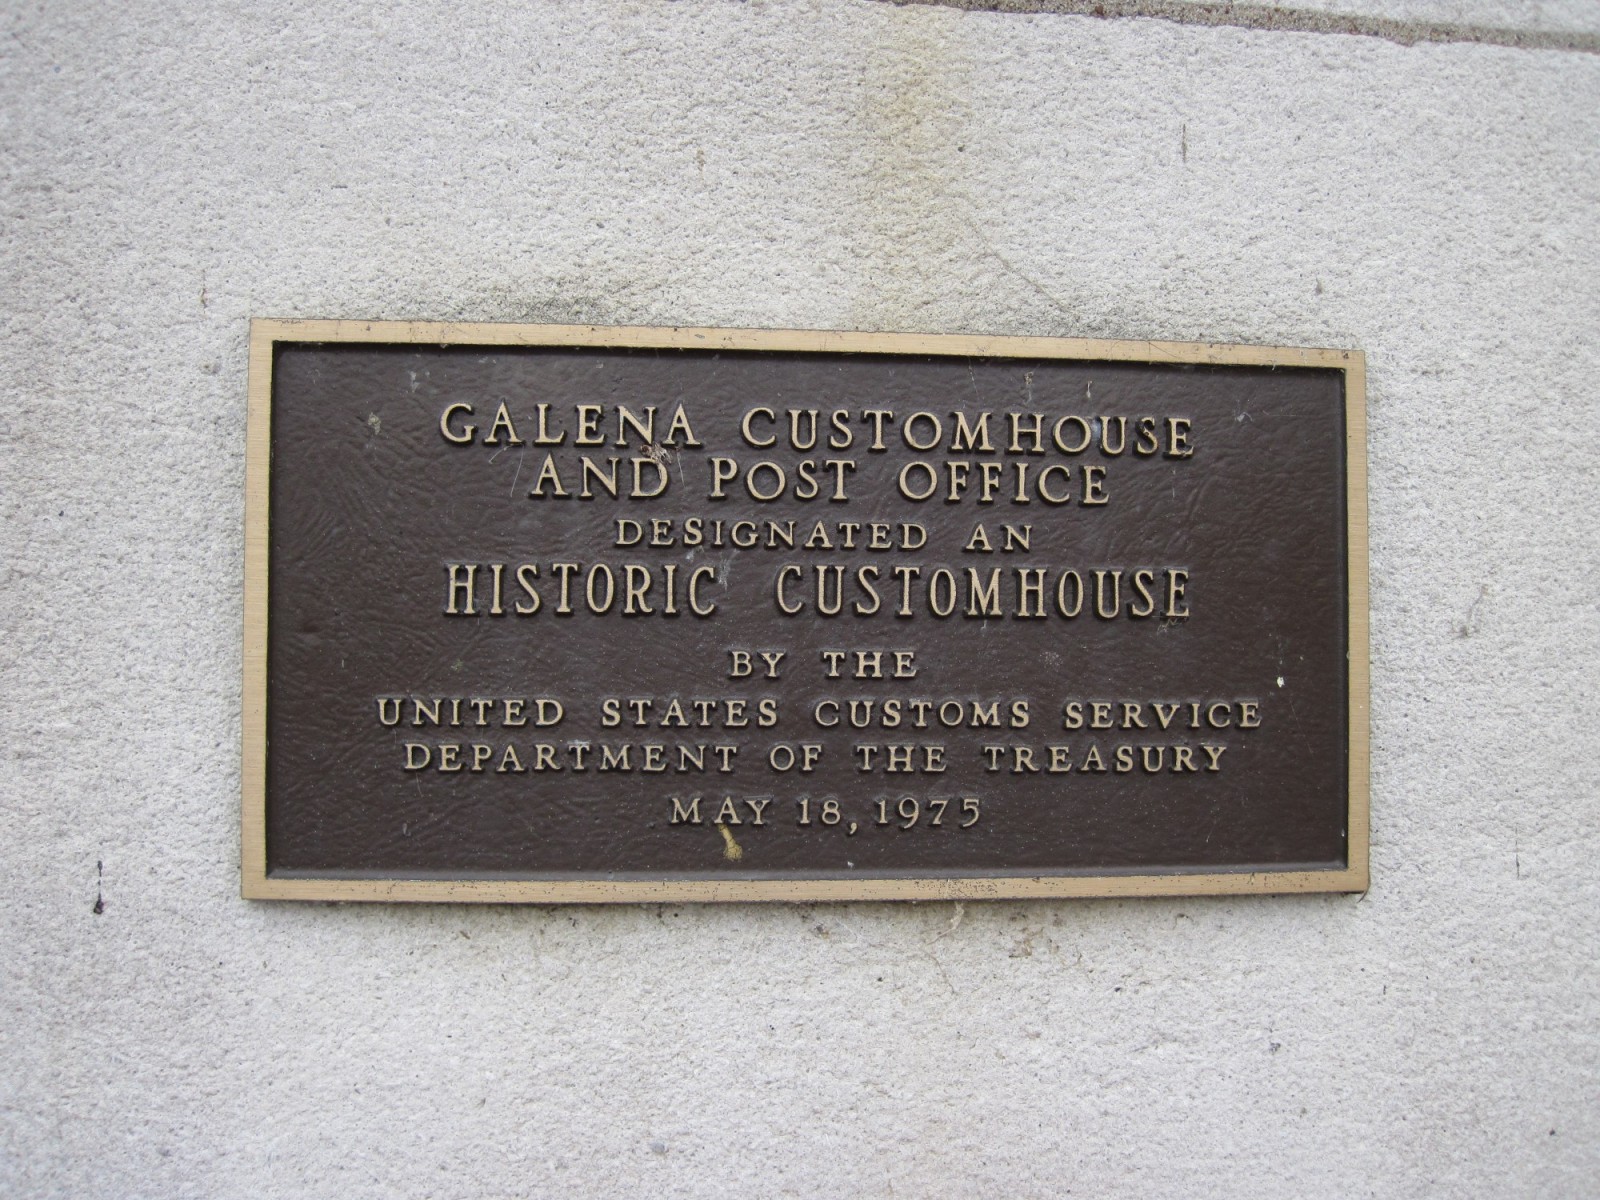 GALENA CUSTOMHOUSE
AND POST OFFICE
DESIGNATED AN
HISTORIC CUSTOMHOUSE
BY THE
UNITED STATES CUSTOMS SERVICE
DEPARTMENT OF THE TREASURY
MAY 18, 1975